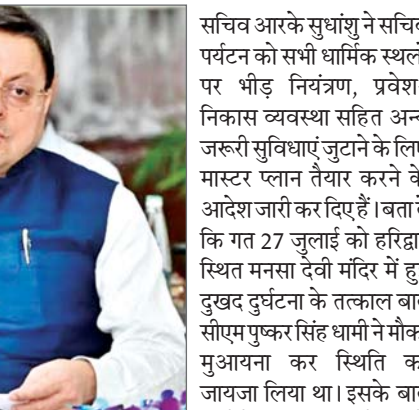 सचिव आरके सुधांशु ने सचिव
पर्यटन को सभी धार्मिक स्थलों
पर भीड़ नियंत्रण, प्रवेश
निकास व्यवस्था सहित अन्य
जरूरी सुविधाएं जुटाने के लिए
मास्टर प्लान तैयार करने के
आदेश जारी कर दिए हैं। बता दें
कि गत 27 जुलाई को हरिद्वार
स्थित मनसा देवी मंदिर में हुई
दुखद दुर्घटना के तत्काल बाद
सीएम पुष्कर सिंह धामी ने मौका
मुआयना कर स्थिति का
जायजा लिया था। इसके बाद